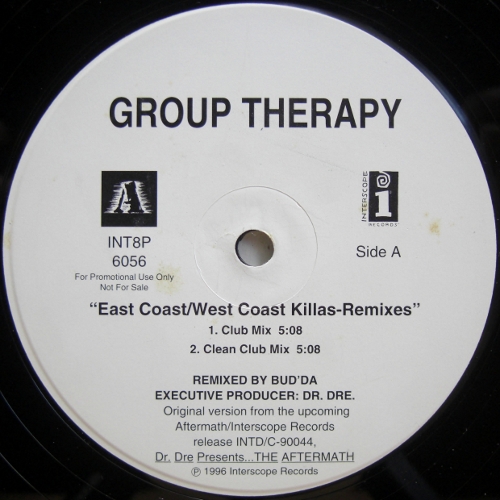 GROUP THERAPY
A
INTERSCOPE
i
RECORDS
INT8P
6056
Side A
For Promotional Use Only
Not For Sale
“East Coast/West Coast Killas-Remixes”
1. Club Mix 5:08
2. Clean Club Mix 5:08
REMIXED BY BUD'DA
EXECUTIVE PRODUCER: DR. DRE.
Original version from the upcoming
Aftermath/Interscope Records
release INTD/C-90044,
Dr. Dre Presents...THE AFTERMATH
℗ 1996 Interscope Records